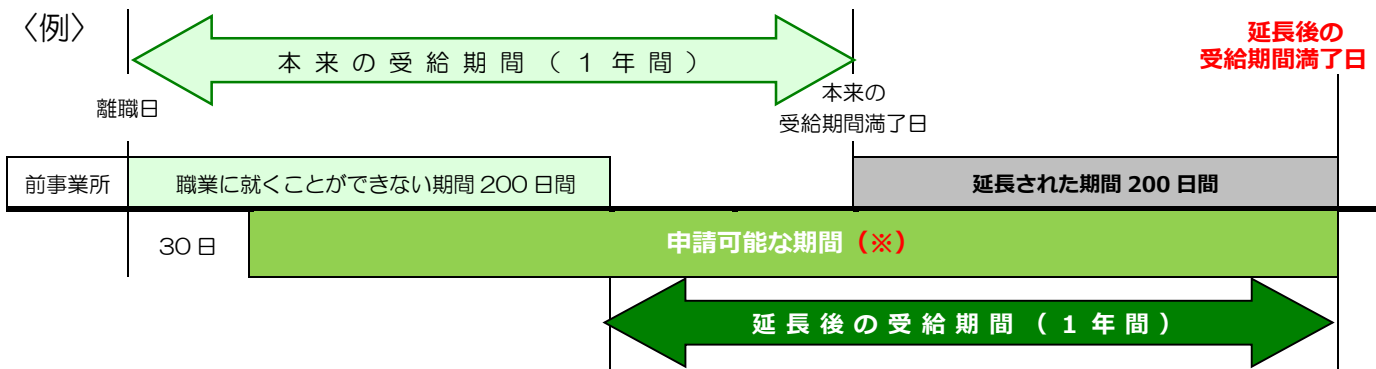 〈例〉
本来の受給期間（1年間）
延長後の
受給期間満了日
離職日
本来の
受給期間満了日
前事業所
職業に就くことができない期間 200 日間
延長された期間 200 日間
30 日
申請可能な期間（※）
延長後の受給期間（1年間）